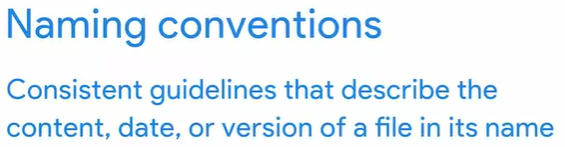 Naming conventions
Consistent guidelines that describe the
content, date, or version of a file in its name